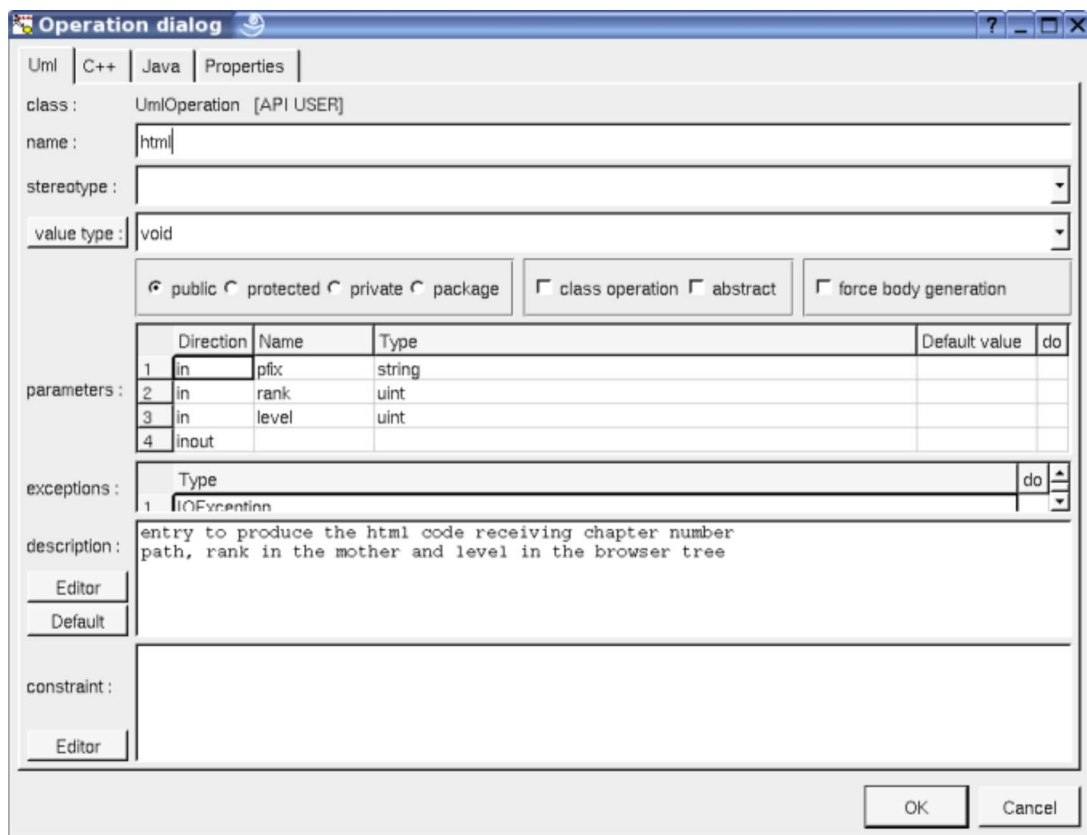 Operation dialog
Uml C++ Java Properties
class : UmlOperation [API USER]
name : html
stereotype :
value type : void
public protected private package class operation abstract force body generation
Direction Name Type Default value do
1 in pfix string
parameters : 2 in rank uint
3 in level uint
4 inout
Type do
exceptions : 1 IOException
entry to produce the html code receiving chapter number
description : path, rank in the mother and level in the browser tree
Editor
Default
constraint :
Editor
OK Cancel